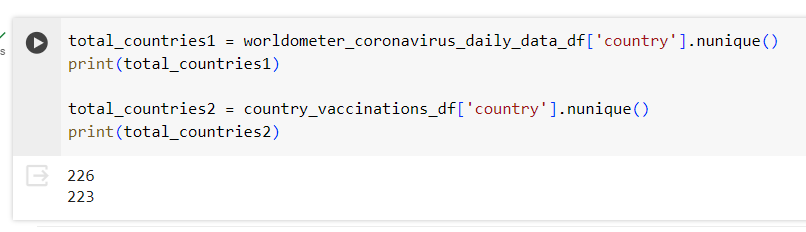 total_countries1 = worldometer_coronavirus_daily_data_df['country'].nunique()
print(total_countries1)
total_countries2 = country_vaccinations_df['country'].nunique()
print(total_countries2)
226
223